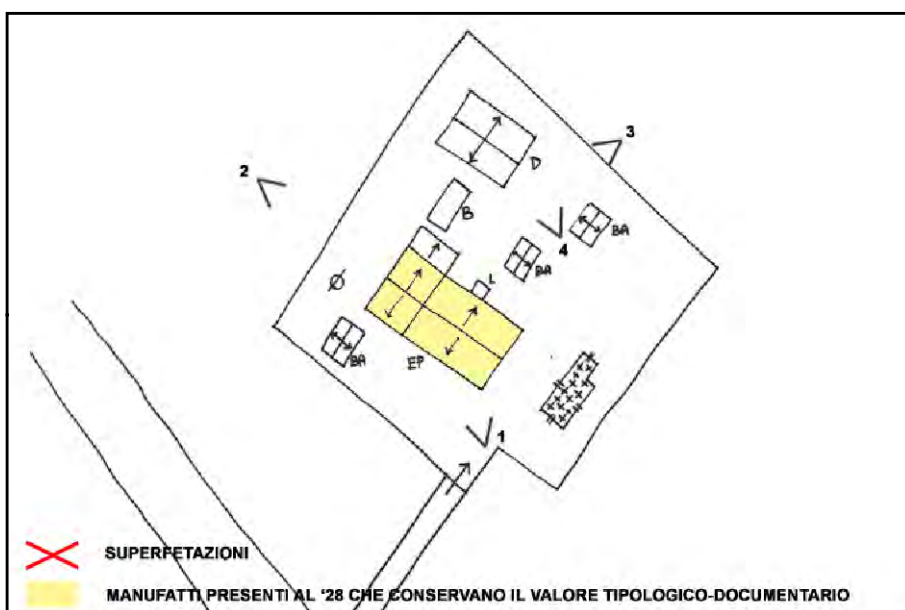 3
2
D
B
BA
4
BA
L
BA
EP
1
SUPERFETAZIONI
MANUFATTI PRESENTI AL '28 CHE CONSERVANO IL VALORE TIPOLOGICO-DOCUMENTARIO